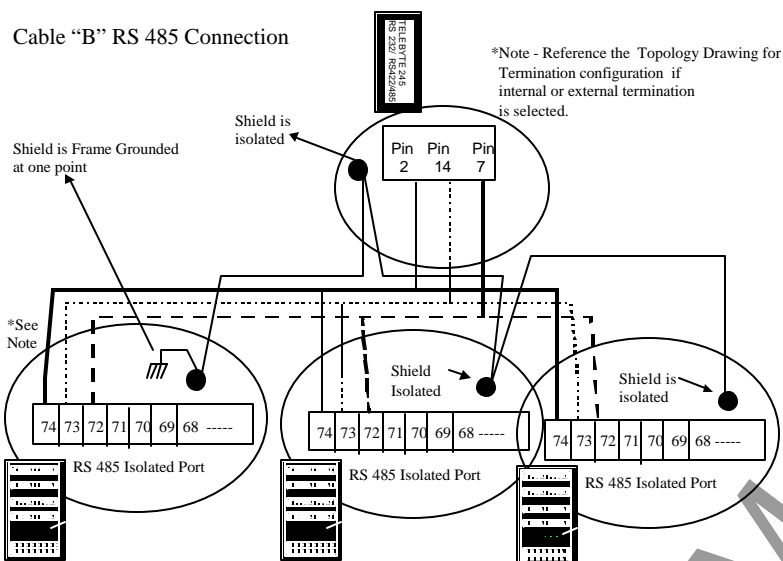 Cable “B” RS 485 Connection
TELEBYTE 245
RS 232/ RS422/485
*Note - Reference the Topology Drawing for
Termination configuration if
internal or external termination
is selected.
Shield is
isolated
Shield is Frame Grounded
at one point
Pin Pin Pin
2 14 7
*See
Note
Shield
Isolated
Shield is
isolated
74 73 72 71 70 69 68 -----
74 73 72 71 70 69 68 -----
74 73 72 71 70 69 68 -----
RS 485 Isolated Port
RS 485 Isolated Port
RS 485 Isolated Port